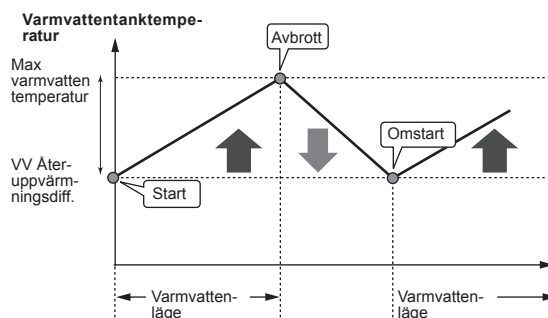 Varmvattentanktempe-
ratur
Avbrott
Max
varmvatten
temperatur
Omstart
VV Åter-
uppvärm-
ningsdiff.
Start
Varmvatten-
läge
Varmvatten-
läge